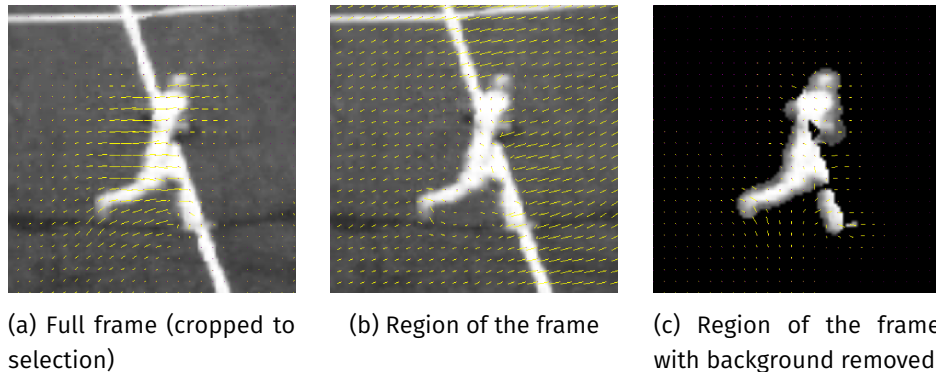 (a) Full frame (cropped to
selection)
(b) Region of the frame
(c) Region of the frame
with background removed